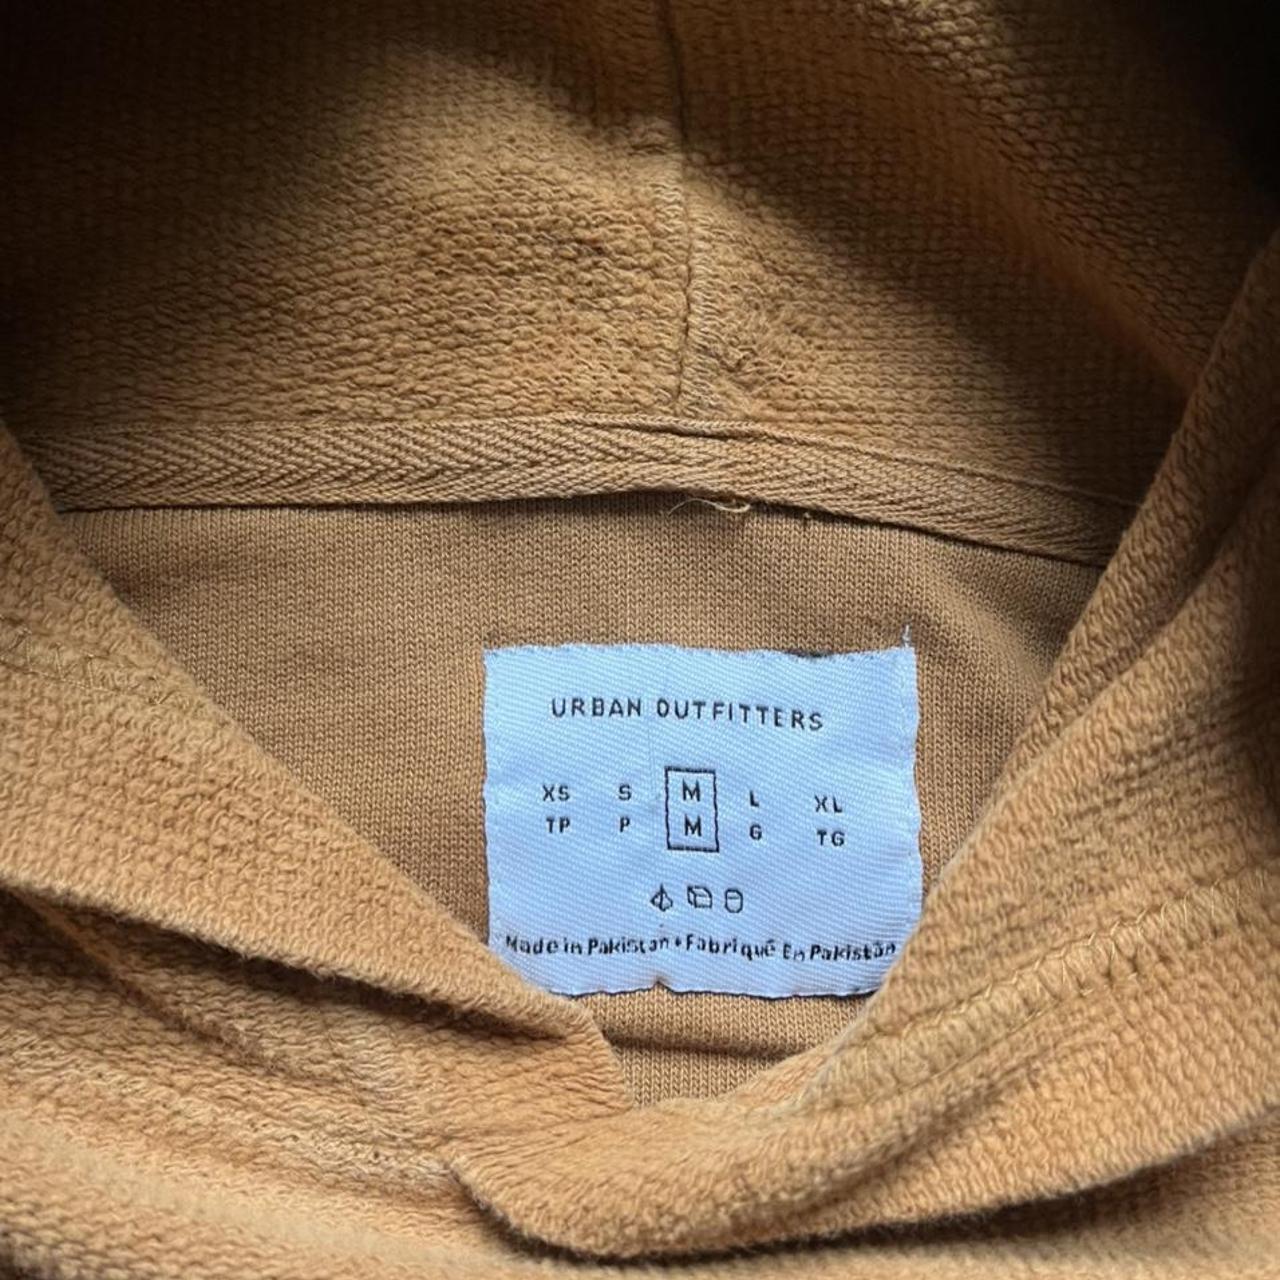 URBAN OUTFITTERS
XS S M L XL
TP P M G TG
Made in Pakistan • Fabriqué En Pakistan